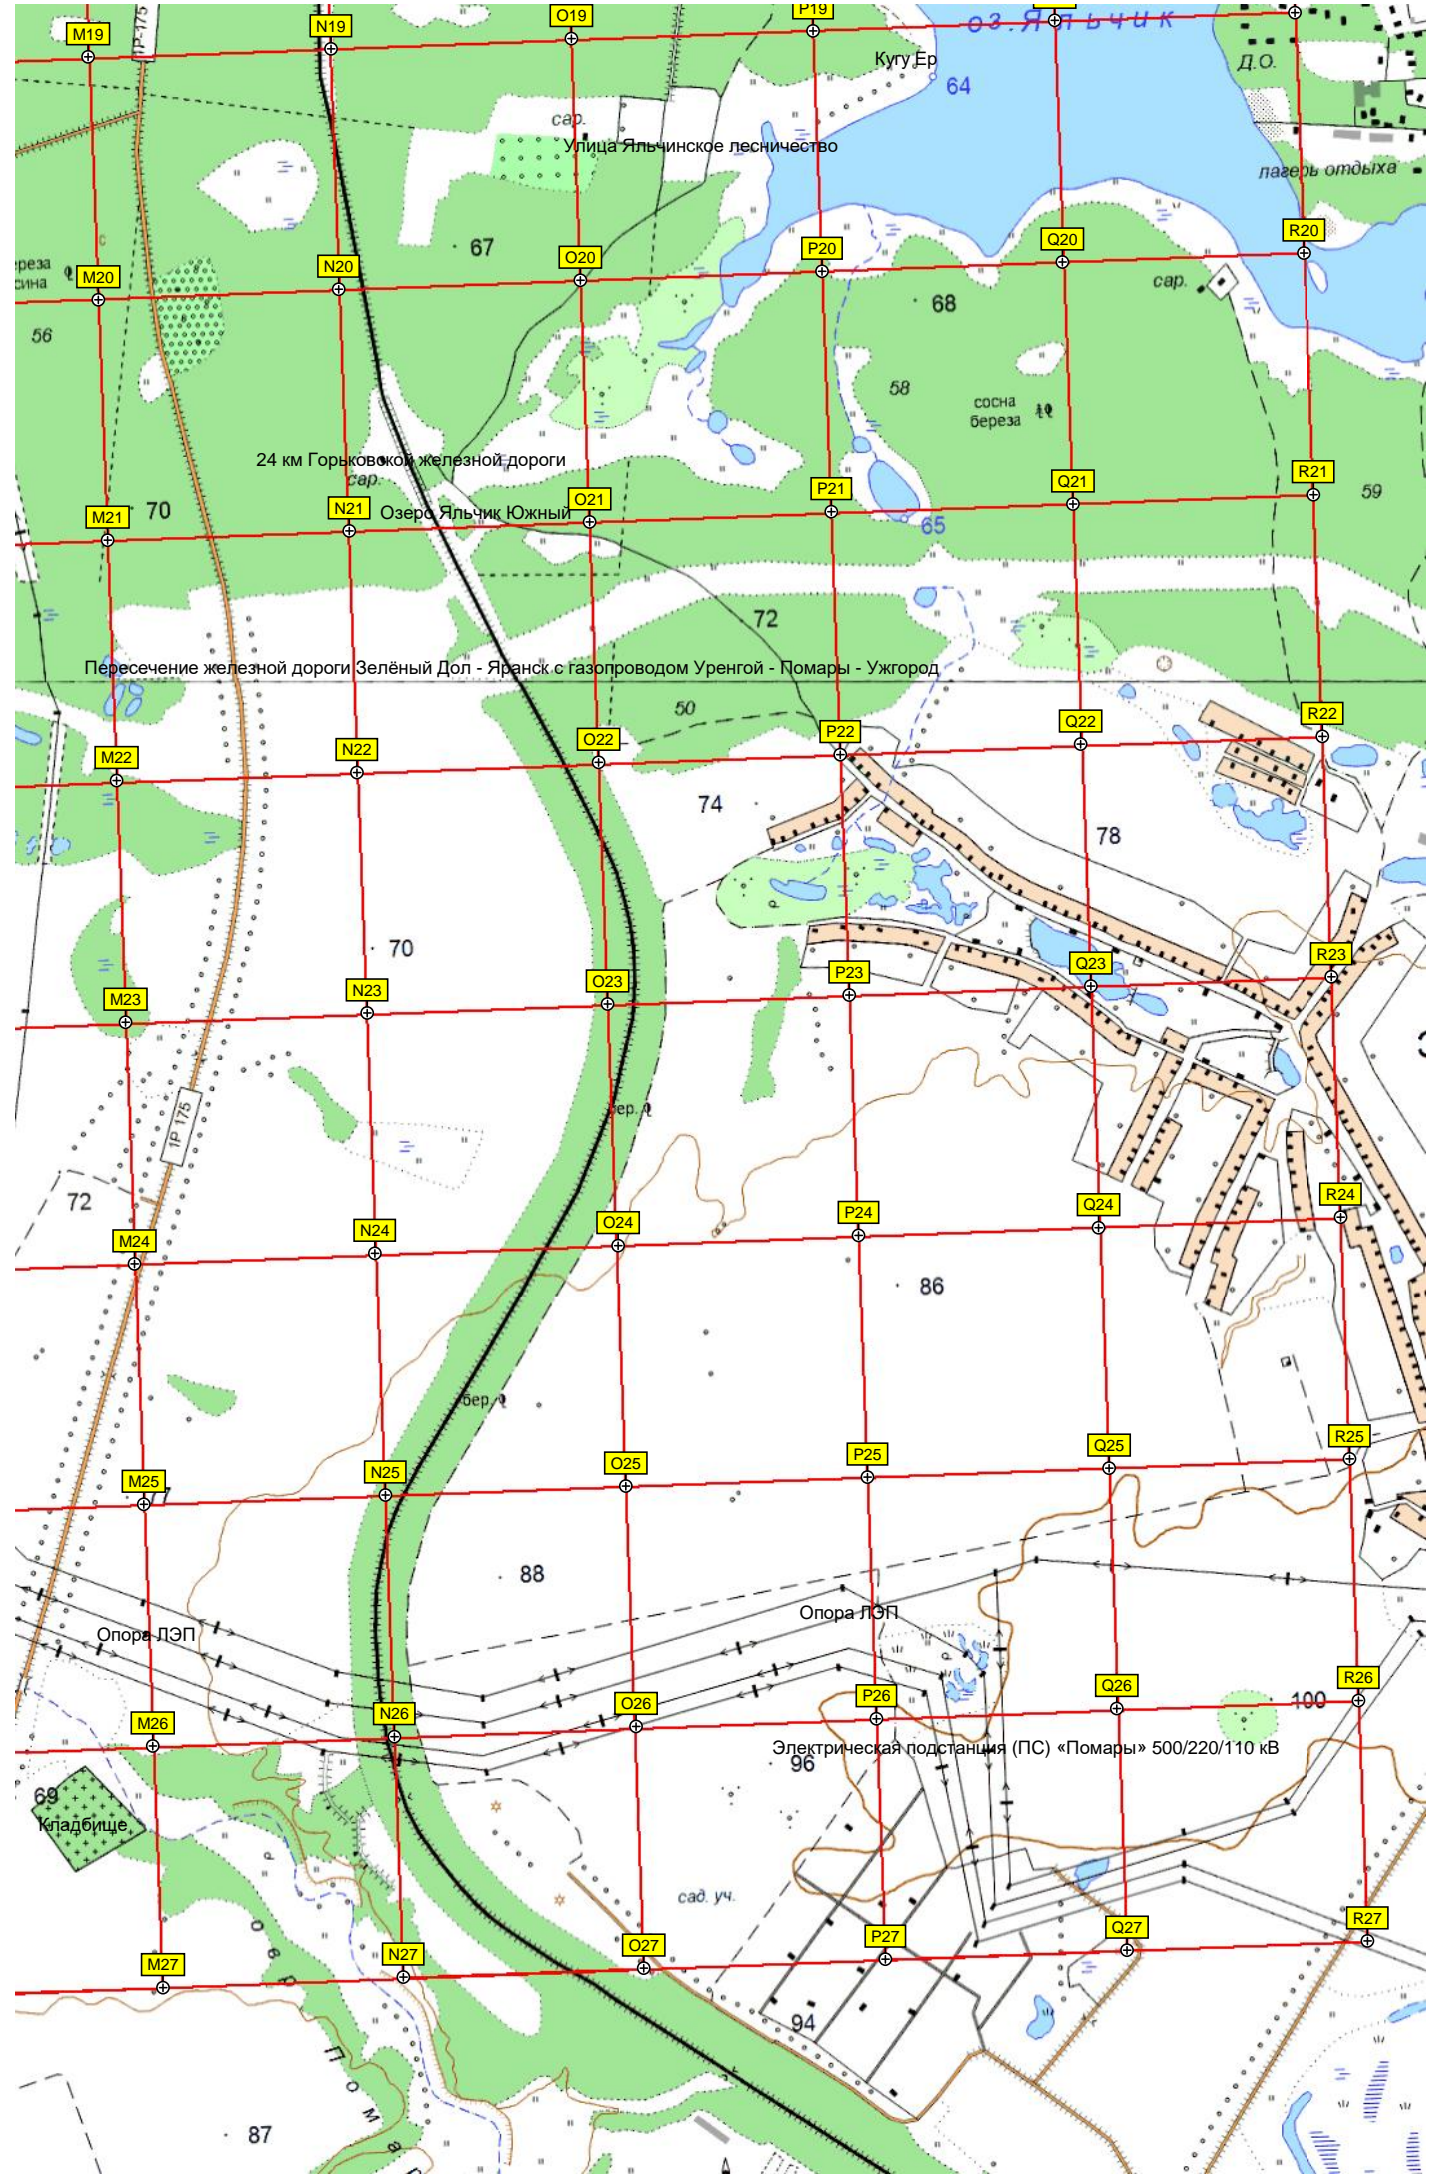 M19
1Р-175
N19
O19
P19
оз. Яльчик
Кугу Ер
64
Д.О.
сар.
Улица Яльчинское лесничество
лагерь отдыха
67
M20
N20
O20
P20
Q20
R20
сар.
68
56
58
сосна
береза
24 км Горьковской железной дороги
сар.
70
M21
N21
Озеро Яльчик Южный
O21
P21
Q21
R21
59
65
72
Пересечение железной дороги Зелёный Дол - Яранск с газопроводом Уренгой - Помары - Ужгород
50
M22
N22
O22
P22
Q22
R22
74
78
70
M23
N23
O23
P23
Q23
R23
1Р 175
бер.
72
M24
N24
O24
P24
Q24
R24
86
бер.
M25
N25
O25
P25
Q25
R25
88
Опора ЛЭП
Опора ЛЭП
M26
N26
O26
P26
Q26
R26
100
Электрическая подстанция (ПС) «Помары» 500/220/110 кВ
96
69
Кладбище
сад. уч.
M27
N27
O27
P27
Q27
R27
94
овр. Помар
87